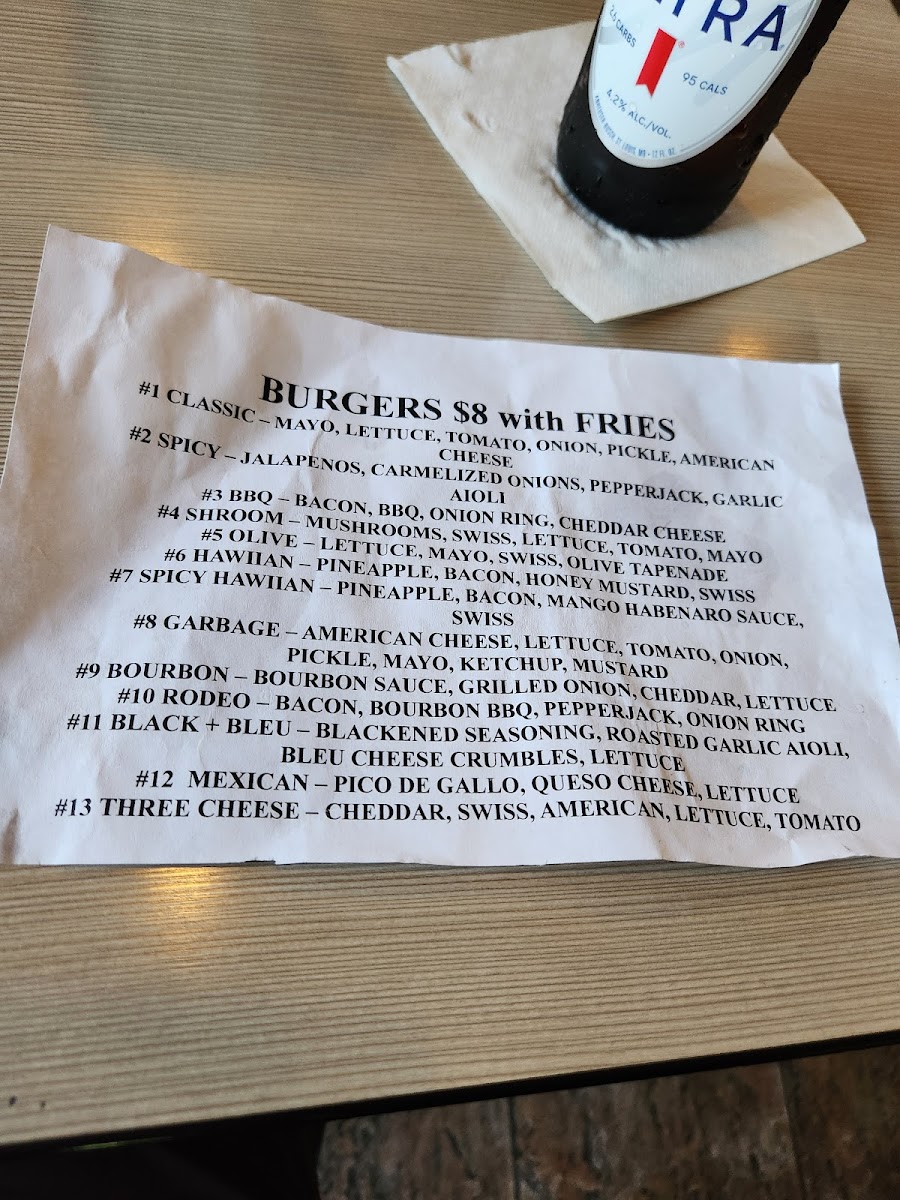 TRA
2.6 CARBS
95 CALS
4.2% ALC./VOL.
BURGERS $8 with FRIES
#1 CLASSIC – MAYO, LETTUCE, TOMATO, ONION, PICKLE, AMERICAN
CHEESE
#2 SPICY – JALAPENOS, CARMELIZED ONIONS, PEPPERJACK, GARLIC
AIOLI
#3 BBQ – BACON, BBQ, ONION RING, CHEDDAR CHEESE
#4 SHROOM – MUSHROOMS, SWISS, LETTUCE, TOMATO, MAYO
#5 OLIVE – LETTUCE, MAYO, SWISS, OLIVE TAPENADE
#6 HAWIIAN – PINEAPPLE, BACON, HONEY MUSTARD, SWISS
#7 SPICY HAWIIAN – PINEAPPLE, BACON, MANGO HABENARO SAUCE,
SWISS
#8 GARBAGE – AMERICAN CHEESE, LETTUCE, TOMATO, ONION,
PICKLE, MAYO, KETCHUP, MUSTARD
#9 BOURBON – BOURBON SAUCE, GRILLED ONION, CHEDDAR, LETTUCE
#10 RODEO – BACON, BOURBON BBQ, PEPPERJACK, ONION RING
#11 BLACK + BLEU – BLACKENED SEASONING, ROASTED GARLIC AIOLI,
BLEU CHEESE CRUMBLES, LETTUCE
#12 MEXICAN – PICO DE GALLO, QUESO CHEESE, LETTUCE
#13 THREE CHEESE – CHEDDAR, SWISS, AMERICAN, LETTUCE, TOMATO